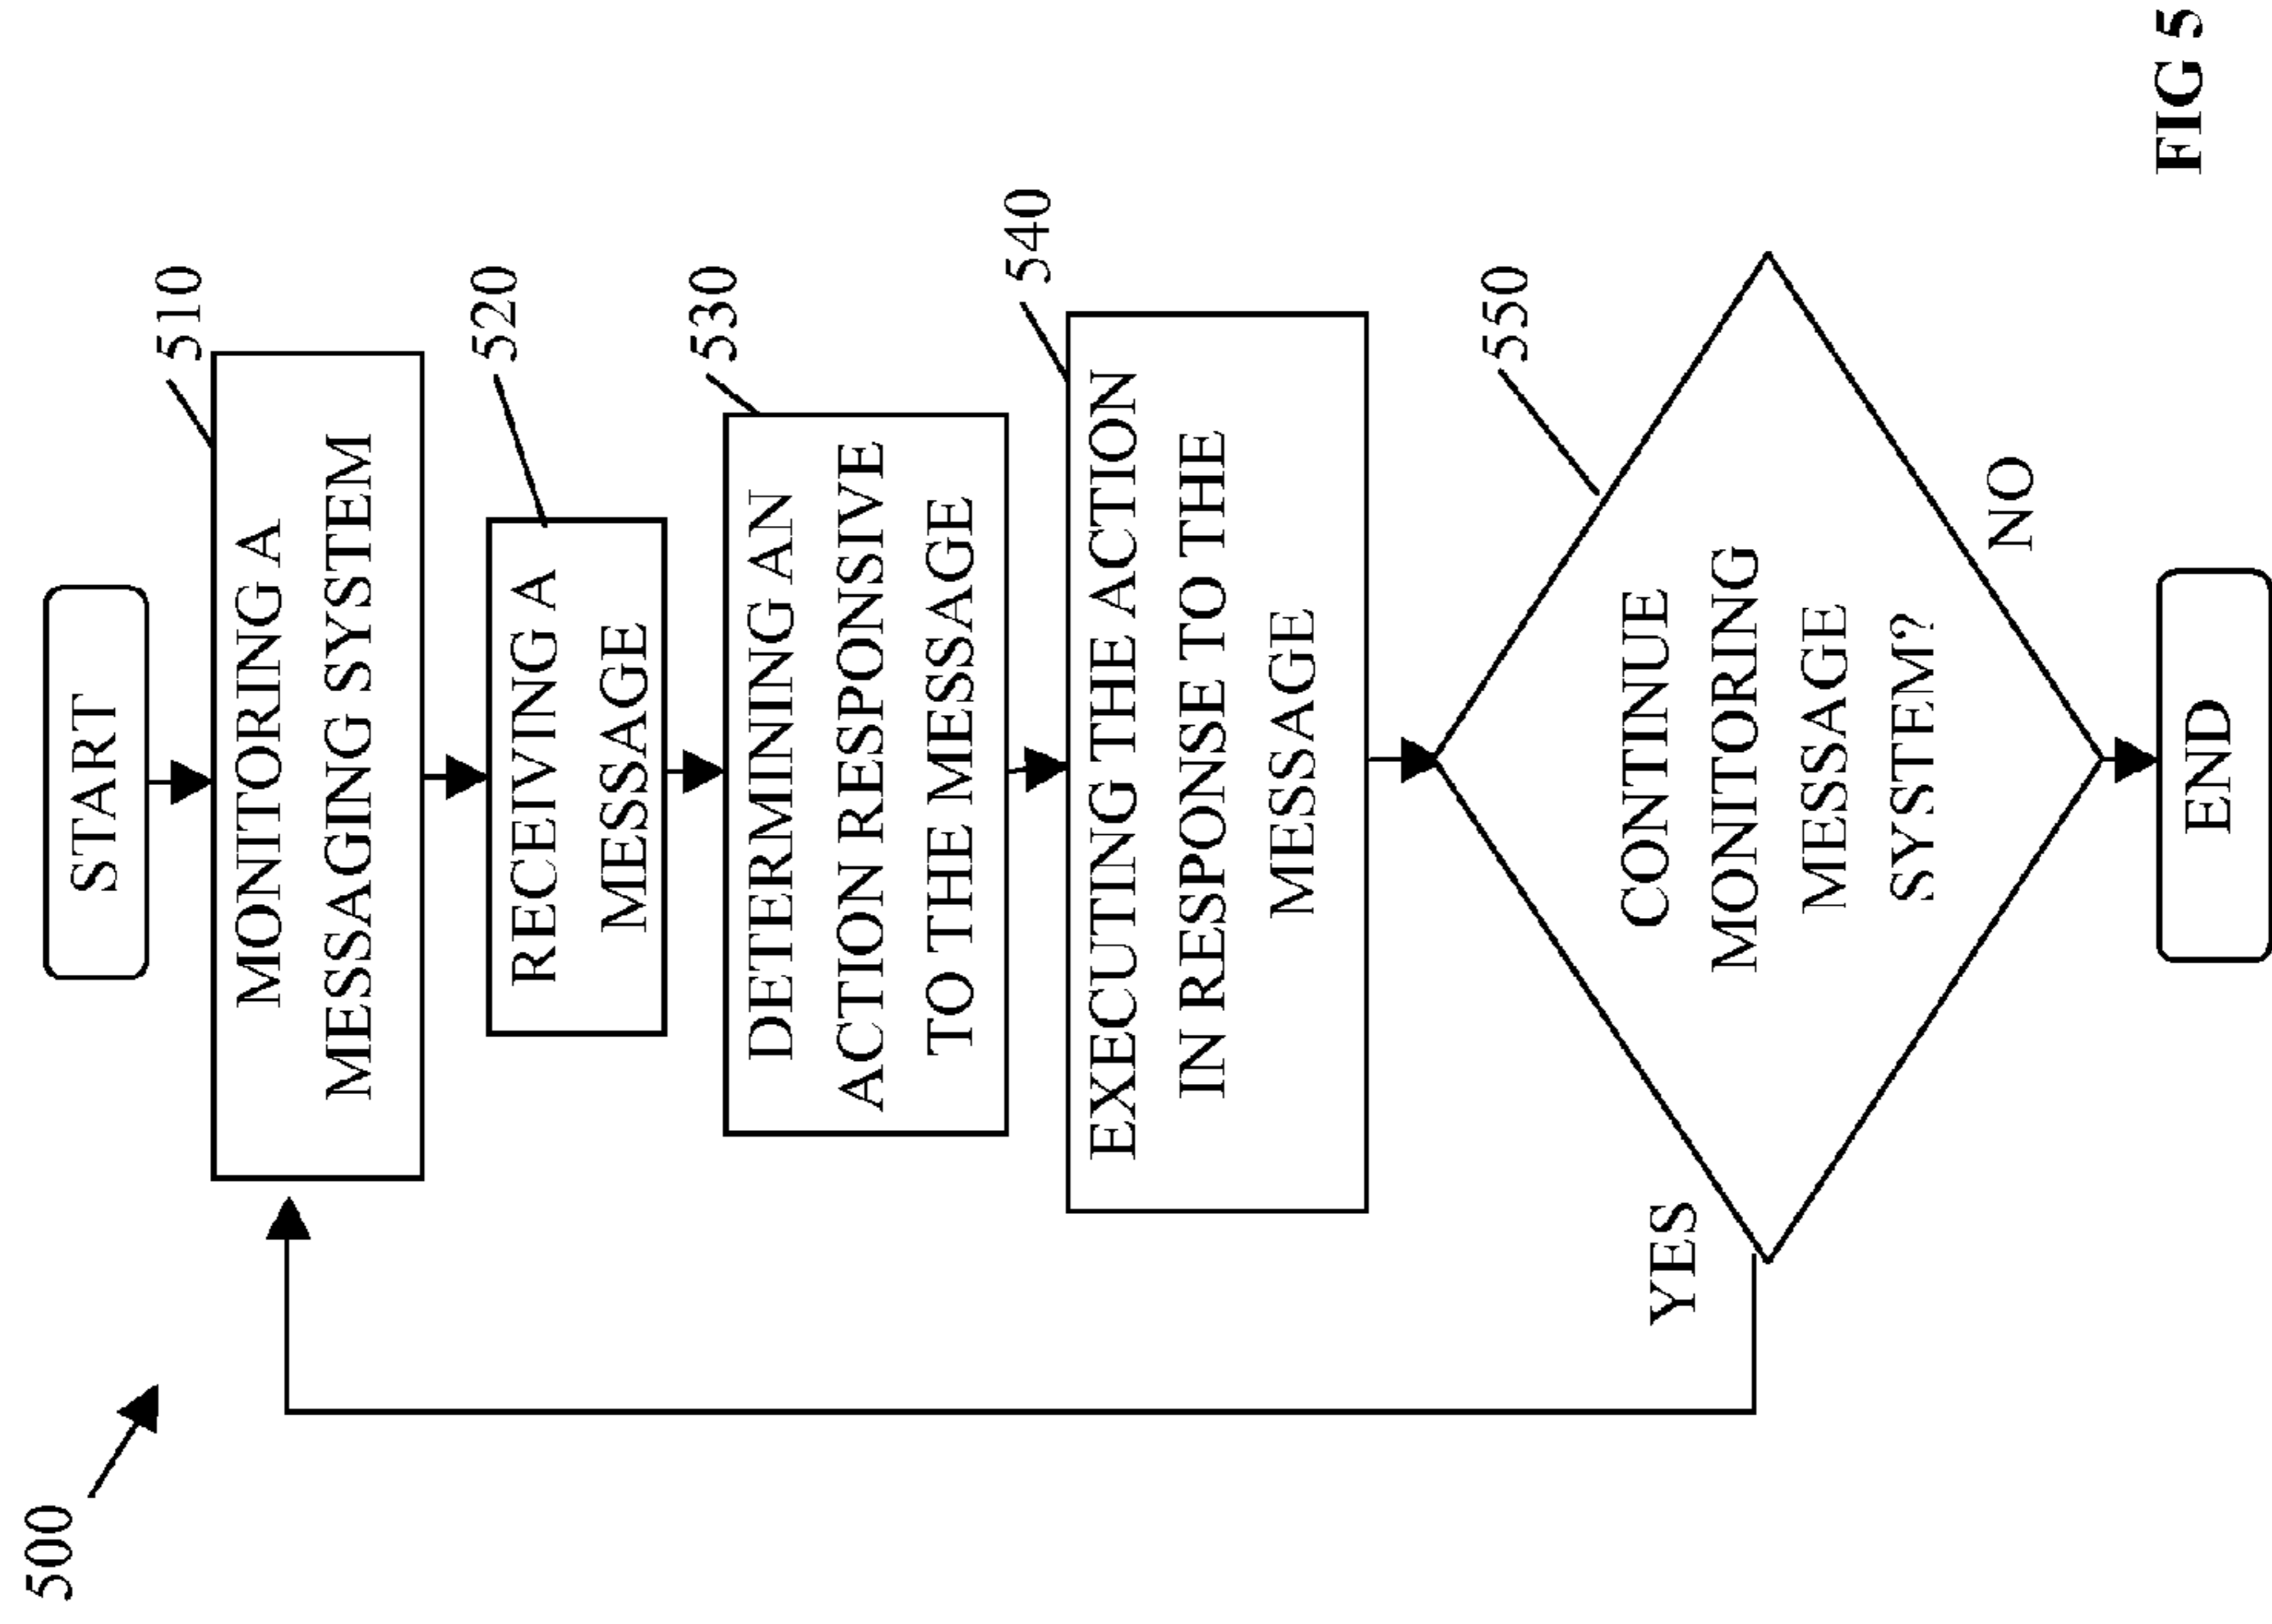 500
START
510
MONITORING A
MESSAGING SYSTEM
520
RECEIVING A
MESSAGE
530
DETERMINING AN
ACTION RESPONSIVE
TO THE MESSAGE
540
EXECUTING THE ACTION
IN RESPONSE TO THE
MESSAGE
550
CONTINUE
MONITORING
MESSAGE
SYSTEM?
YES
NO
END
FIG 5